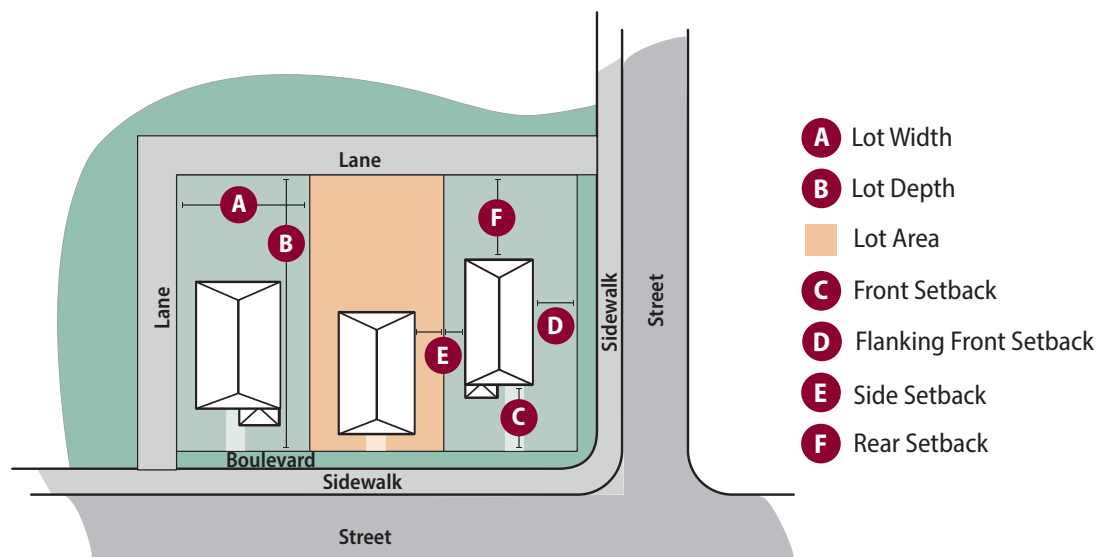 Lane
A
B
F
Lane
Sidewalk
Street
D
E
C
Boulevard
Sidewalk
Street
A Lot Width
B Lot Depth
Lot Area
C Front Setback
D Flanking Front Setback
E Side Setback
F Rear Setback